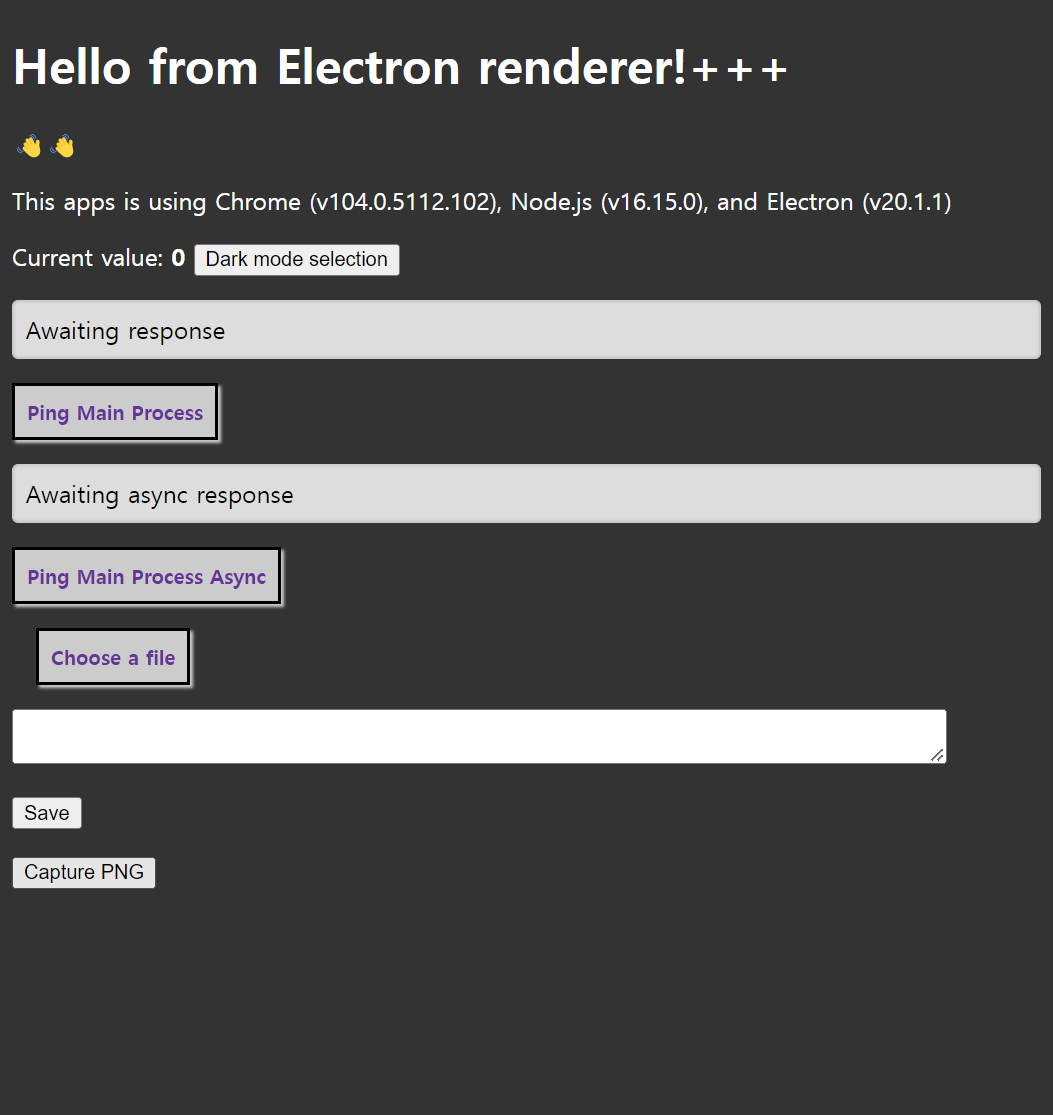 Hello from Electron renderer!+++
👋👋
This apps is using Chrome (v104.0.5112.102), Node.js (v16.15.0), and Electron (v20.1.1)
Current value: 0 Dark mode selection
Awaiting response
Ping Main Process
Awaiting async response
Ping Main Process Async
Choose a file
Save
Capture PNG